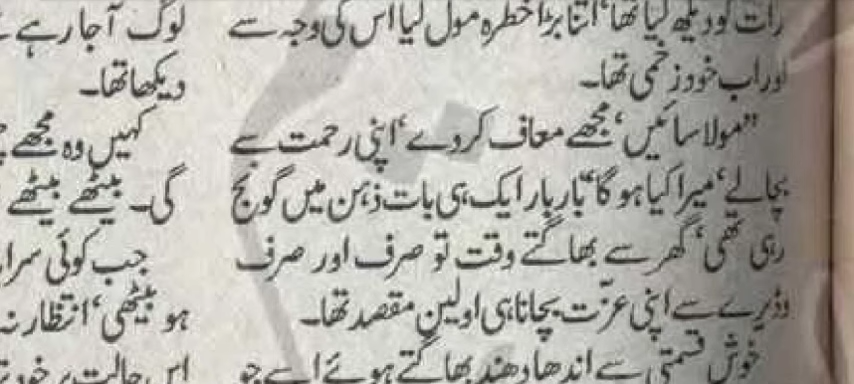 رات کو دیکھ لیا تھا‘ اتنا بڑا خطرہ مول لیا اس کی وجہ سے
اور اب خود زخمی تھا۔
”مولا سائیں‘ مجھے معاف کردے‘ اپنی رحمت سے
بچالے‘ میرا کیا ہوگا“ بار بار ایک ہی بات ذہن میں گونج
رہی تھی‘ گھر سے بھاگتے وقت تو صرف اور صرف
وڈیرے سے اپنی عزّت بچانا ہی اولین مقصد تھا۔
خوش قسمتی سے اندھا دھند بھاگتے ہوئے اسے جو
لوگ آجا رہے
دیکھا تھا۔
کہیں وہ مجھے
گی۔ بیٹھے بیٹھے
جب کوئی سرا
ہو بیٹھی‘ انتظار نہ
اس حالت پر خود